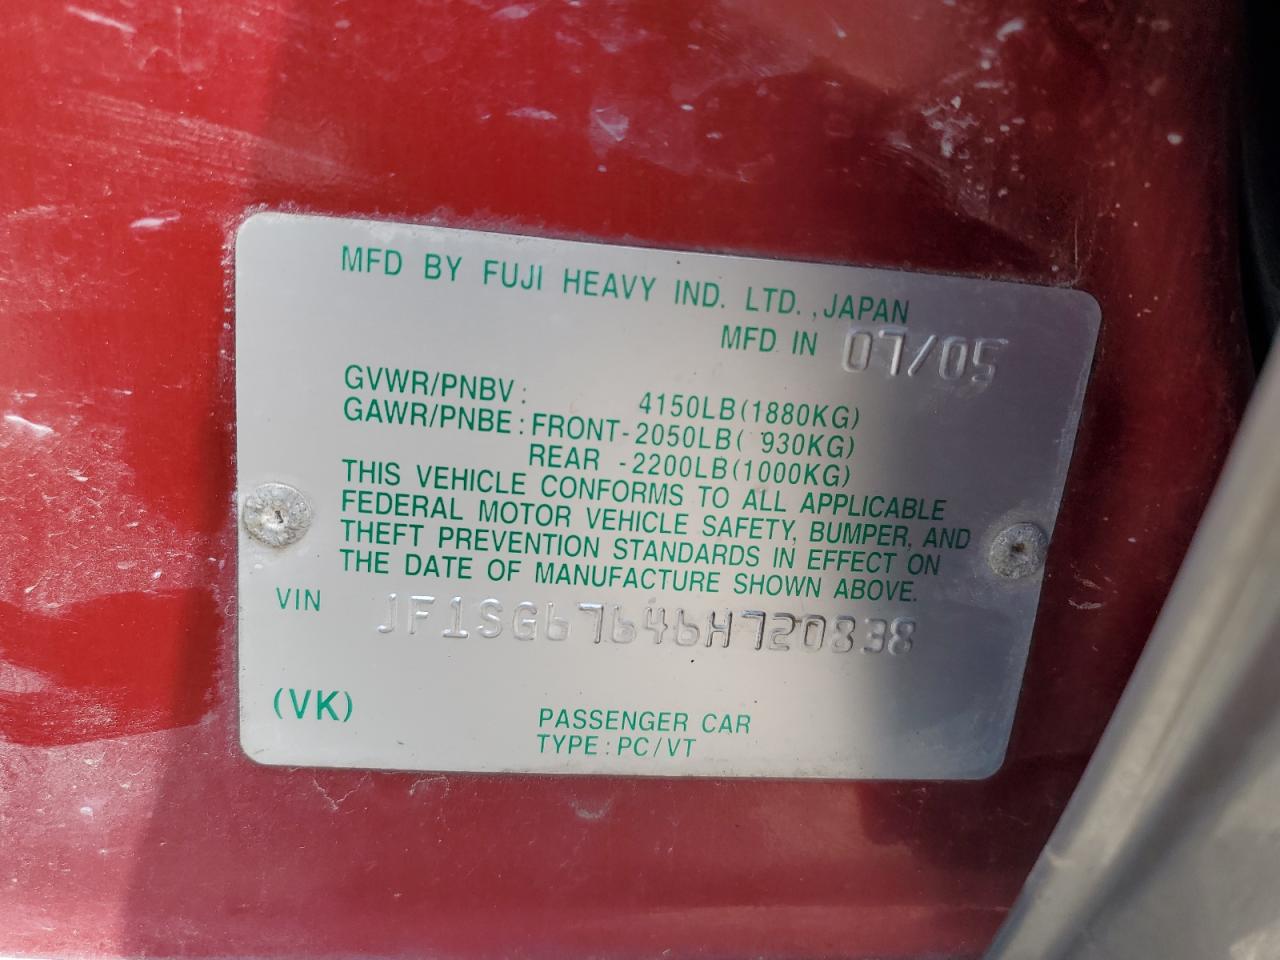 MFD BY FUJI HEAVY IND. LTD., JAPAN
MFD IN 07/05
GVWR/PNBV: 4150LB(1880KG)
GAWR/PNBE: FRONT-2050LB( 930KG)
REAR -2200LB(1000KG)
THIS VEHICLE CONFORMS TO ALL APPLICABLE
FEDERAL MOTOR VEHICLE SAFETY, BUMPER, AND
THEFT PREVENTION STANDARDS IN EFFECT ON
THE DATE OF MANUFACTURE SHOWN ABOVE.
VIN JF1SG67646H720838
(VK)
PASSENGER CAR
TYPE: PC/VT